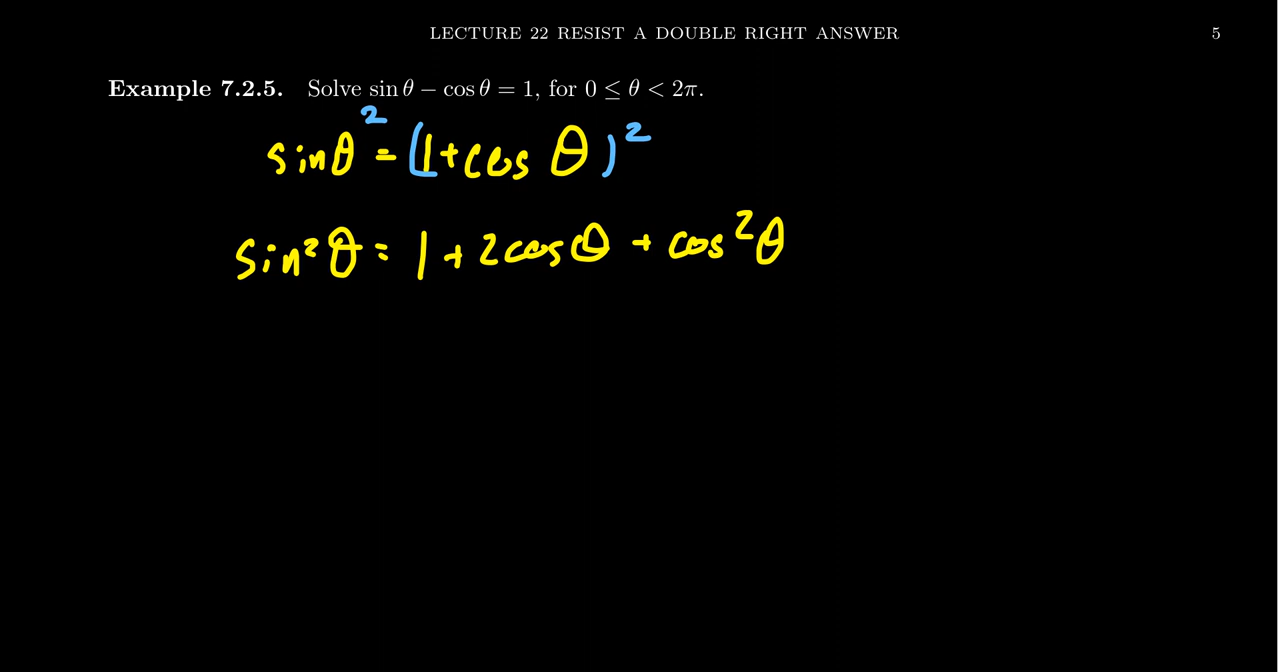 LECTURE 22 RESIST A DOUBLE RIGHT ANSWER 5
Example 7.2.5. Solve sin θ − cos θ = 1, for 0 ≤ θ < 2π.
sinθ² = (1+cos θ)²
sin²θ = 1 + 2cosθ + cos²θ